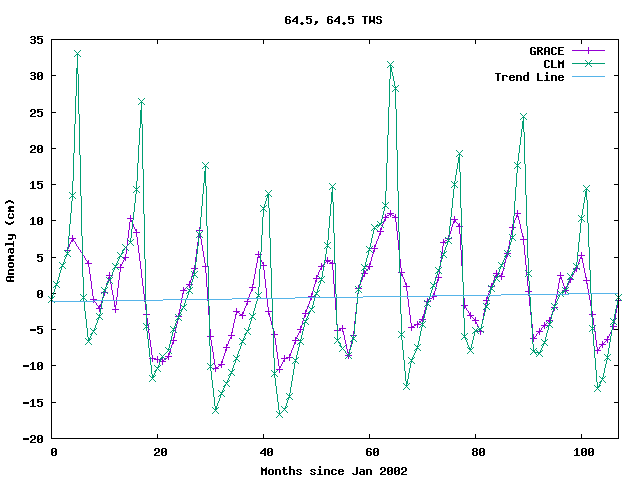 64.5, 64.5 TWS
GRACE
CLM
Trend Line
35
30
25
20
15
10
5
0
-5
-10
-15
-20
Anomaly (cm)
0 20 40 60 80 100
Months since Jan 2002